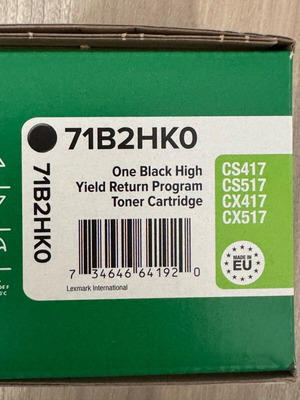 71B2HK0
71B2HK0
One Black High
Yield Return Program
Toner Cartridge
CS417
CS517
CX417
CX517
MADE IN
EU
7 34646 64192 0
Lexmark International